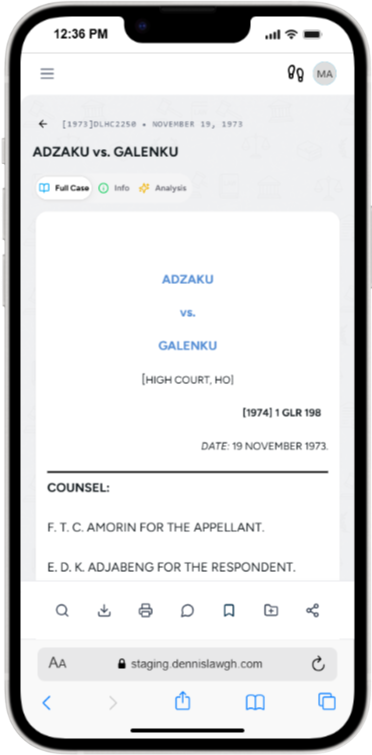 12:36 PM
MA
[1973]DLHC2250 • NOVEMBER 19, 1973
ADZAKU vs. GALENKU
Full Case Info Analysis
ADZAKU
vs.
GALENKU
[HIGH COURT, HO]
[1974] 1 GLR 198
DATE: 19 NOVEMBER 1973.
COUNSEL:
F. T. C. AMORIN FOR THE APPELLANT.
E. D. K. ADJABENG FOR THE RESPONDENT.
AA staging.dennislawgh.com